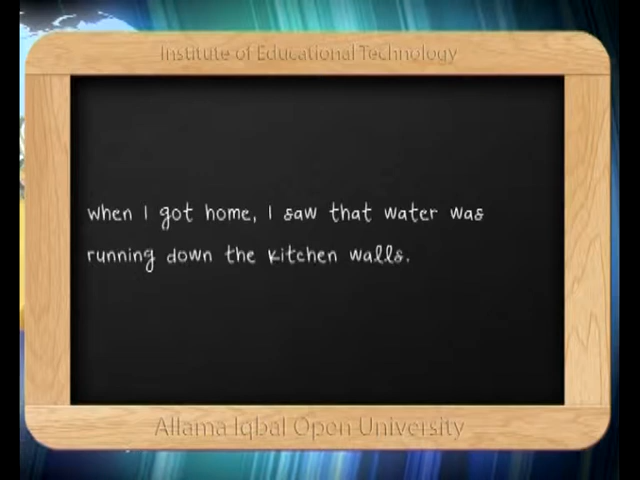 Institute of Educational Technology
when I got home, I saw that water was
running down the kitchen walls.
Allama Iqbal Open University